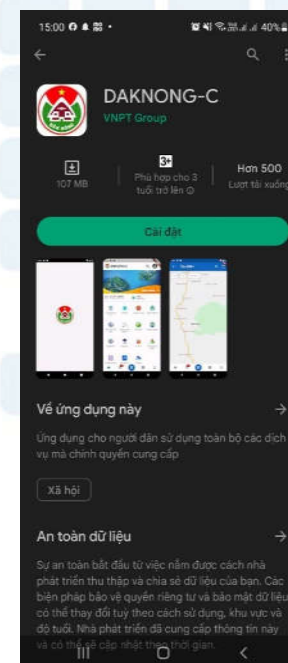 15:00
40%
DAKNONG-C
VNPT Group
107 MB
3+
Phù hợp cho 3
tuổi trở lên
Hơn 500
Lượt tải xuống
Cài đặt
Về ứng dụng này
Ứng dụng cho người dân sử dụng toàn bộ các dịch
vụ mà chính quyền cung cấp
Xã hội
An toàn dữ liệu
Sự an toàn bắt đầu từ việc nắm được cách nhà
phát triển thu thập và chia sẻ dữ liệu của bạn. Các
biện pháp bảo vệ quyền riêng tư và bảo mật dữ liệu
có thể thay đổi tuỳ theo cách sử dụng, khu vực và
độ tuổi. Nhà phát triển đã cung cấp thông tin này
và có thể sẽ cập nhật theo thời gian.